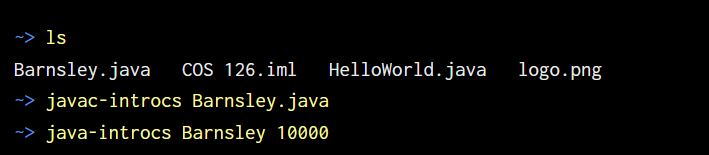 ~> ls
Barnsley.java   COS 126.iml   HelloWorld.java   logo.png
~> javac-introcs Barnsley.java
~> java-introcs Barnsley 10000